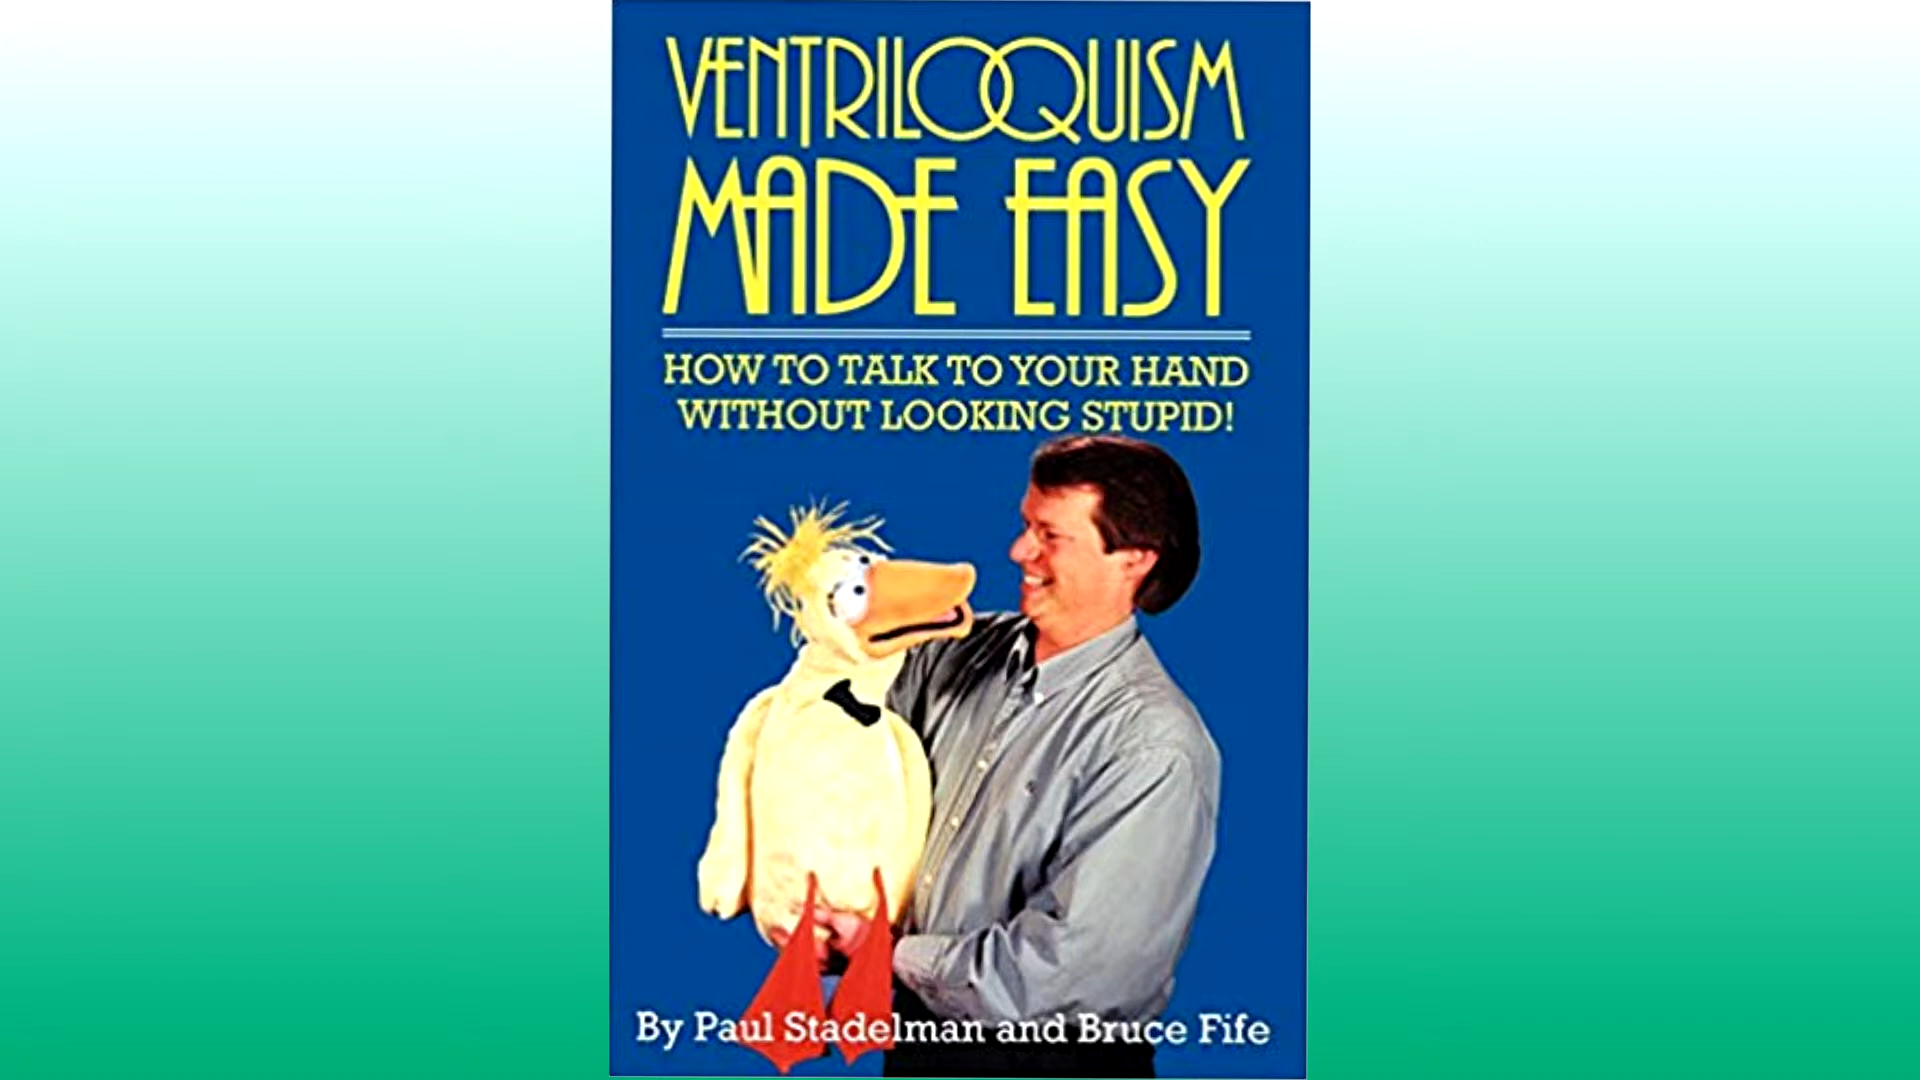 VENTRILOQUISM
MADE EASY
HOW TO TALK TO YOUR HAND
WITHOUT LOOKING STUPID!
By Paul Stadelman and Bruce Fife